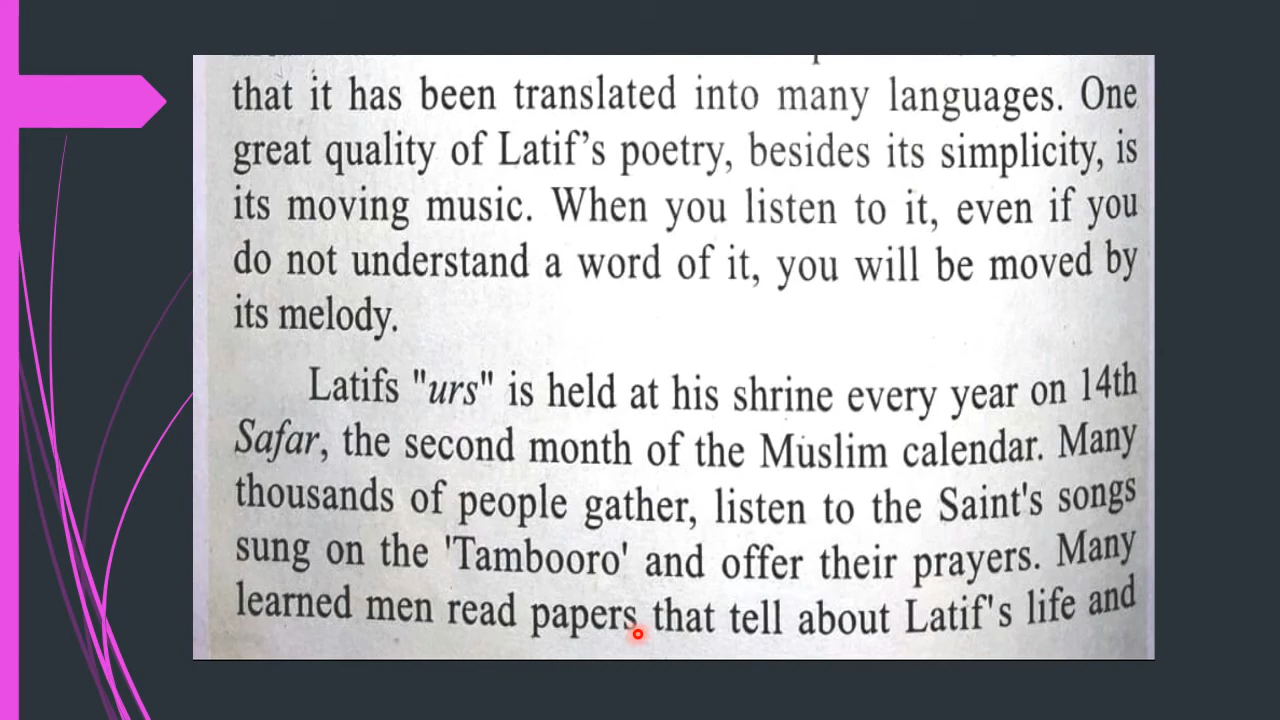 that it has been translated into many languages. One
great quality of Latif’s poetry, besides its simplicity, is
its moving music. When you listen to it, even if you
do not understand a word of it, you will be moved by
its melody.
Latifs "urs" is held at his shrine every year on 14th
Safar, the second month of the Muslim calendar. Many
thousands of people gather, listen to the Saint's songs
sung on the 'Tambooro' and offer their prayers. Many
learned men read papers that tell about Latif's life and